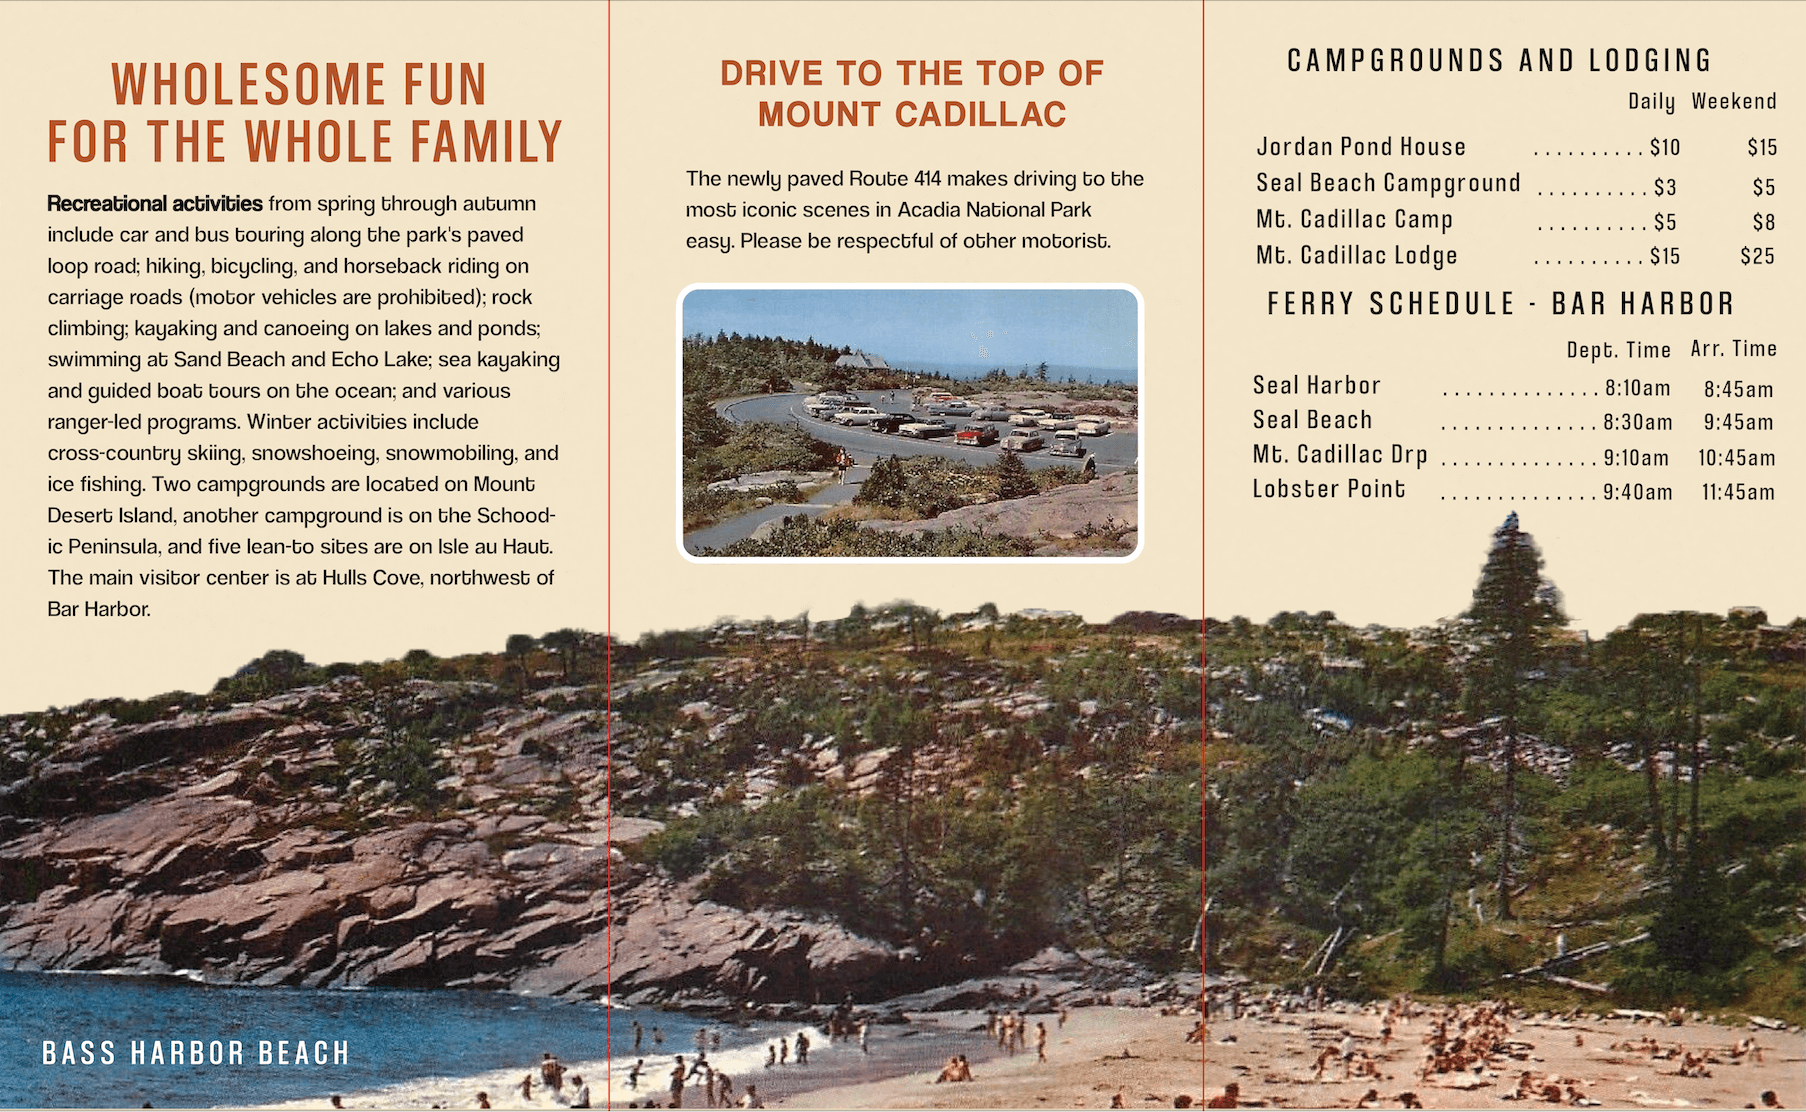 WHOLESOME FUN
FOR THE WHOLE FAMILY
Recreational activities from spring through autumn
include car and bus touring along the park's paved
loop road; hiking, bicycling, and horseback riding on
carriage roads (motor vehicles are prohibited); rock
climbing; kayaking and canoeing on lakes and ponds;
swimming at Sand Beach and Echo Lake; sea kayaking
and guided boat tours on the ocean; and various
ranger-led programs. Winter activities include
cross-country skiing, snowshoeing, snowmobiling, and
ice fishing. Two campgrounds are located on Mount
Desert Island, another campground is on the Schood-
ic Peninsula, and five lean-to sites are on Isle au Haut.
The main visitor center is at Hulls Cove, northwest of
Bar Harbor.
BASS HARBOR BEACH
DRIVE TO THE TOP OF
MOUNT CADILLAC
The newly paved Route 414 makes driving to the
most iconic scenes in Acadia National Park
easy. Please be respectful of other motorist.
CAMPGROUNDS AND LODGING
Daily Weekend
Jordan Pond House ..........$10 $15
Seal Beach Campground ..........$3 $5
Mt. Cadillac Camp ..........$5 $8
Mt. Cadillac Lodge ..........$15 $25
FERRY SCHEDULE - BAR HARBOR
Dept. Time Arr. Time
Seal Harbor ..............8:10am 8:45am
Seal Beach ..............8:30am 9:45am
Mt. Cadillac Drp ..............9:10am 10:45am
Lobster Point ..............9:40am 11:45am